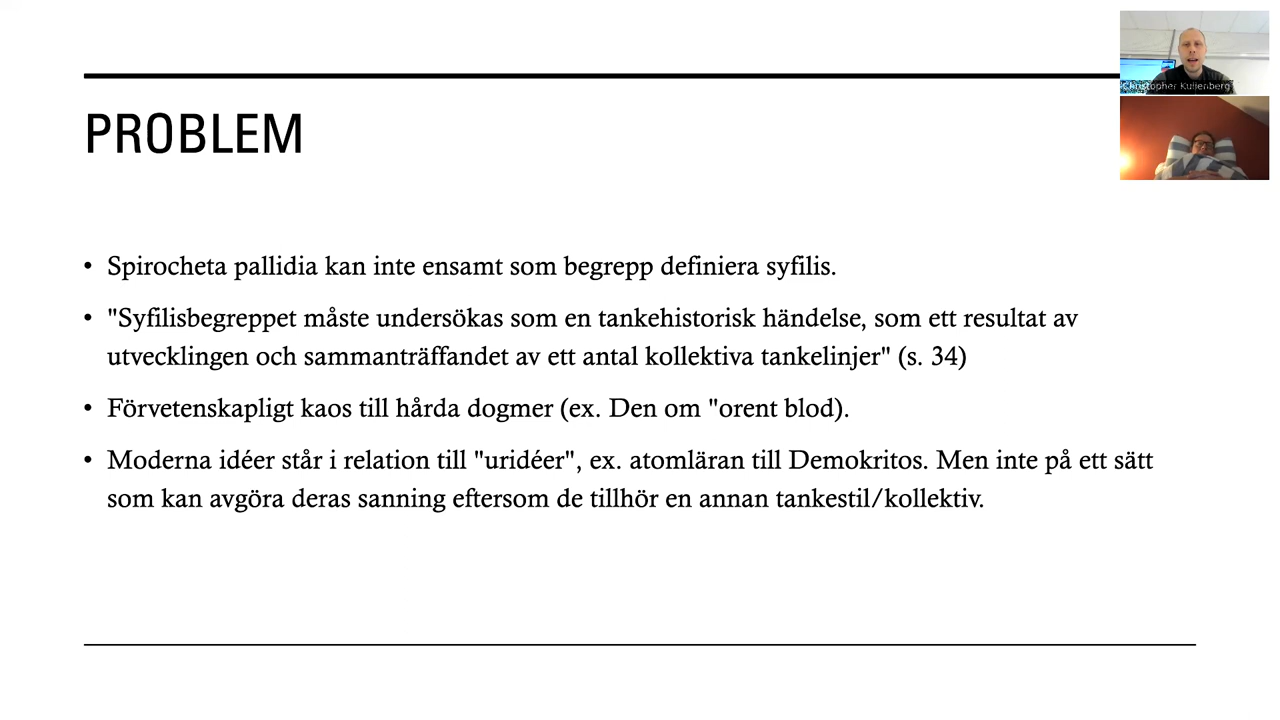 PROBLEM
Christopher Kullenberg
• Spirocheta pallidia kan inte ensamt som begrepp definiera syfilis.
• "Syfilisbegreppet måste undersökas som en tankehistorisk händelse, som ett resultat av
utvecklingen och sammanträffandet av ett antal kollektiva tankelinjer" (s. 34)
• Förvetenskapligt kaos till hårda dogmer (ex. Den om "orent blod).
• Moderna idéer står i relation till "uridéer", ex. atomläran till Demokritos. Men inte på ett sätt
som kan avgöra deras sanning eftersom de tillhör en annan tankestil/kollektiv.